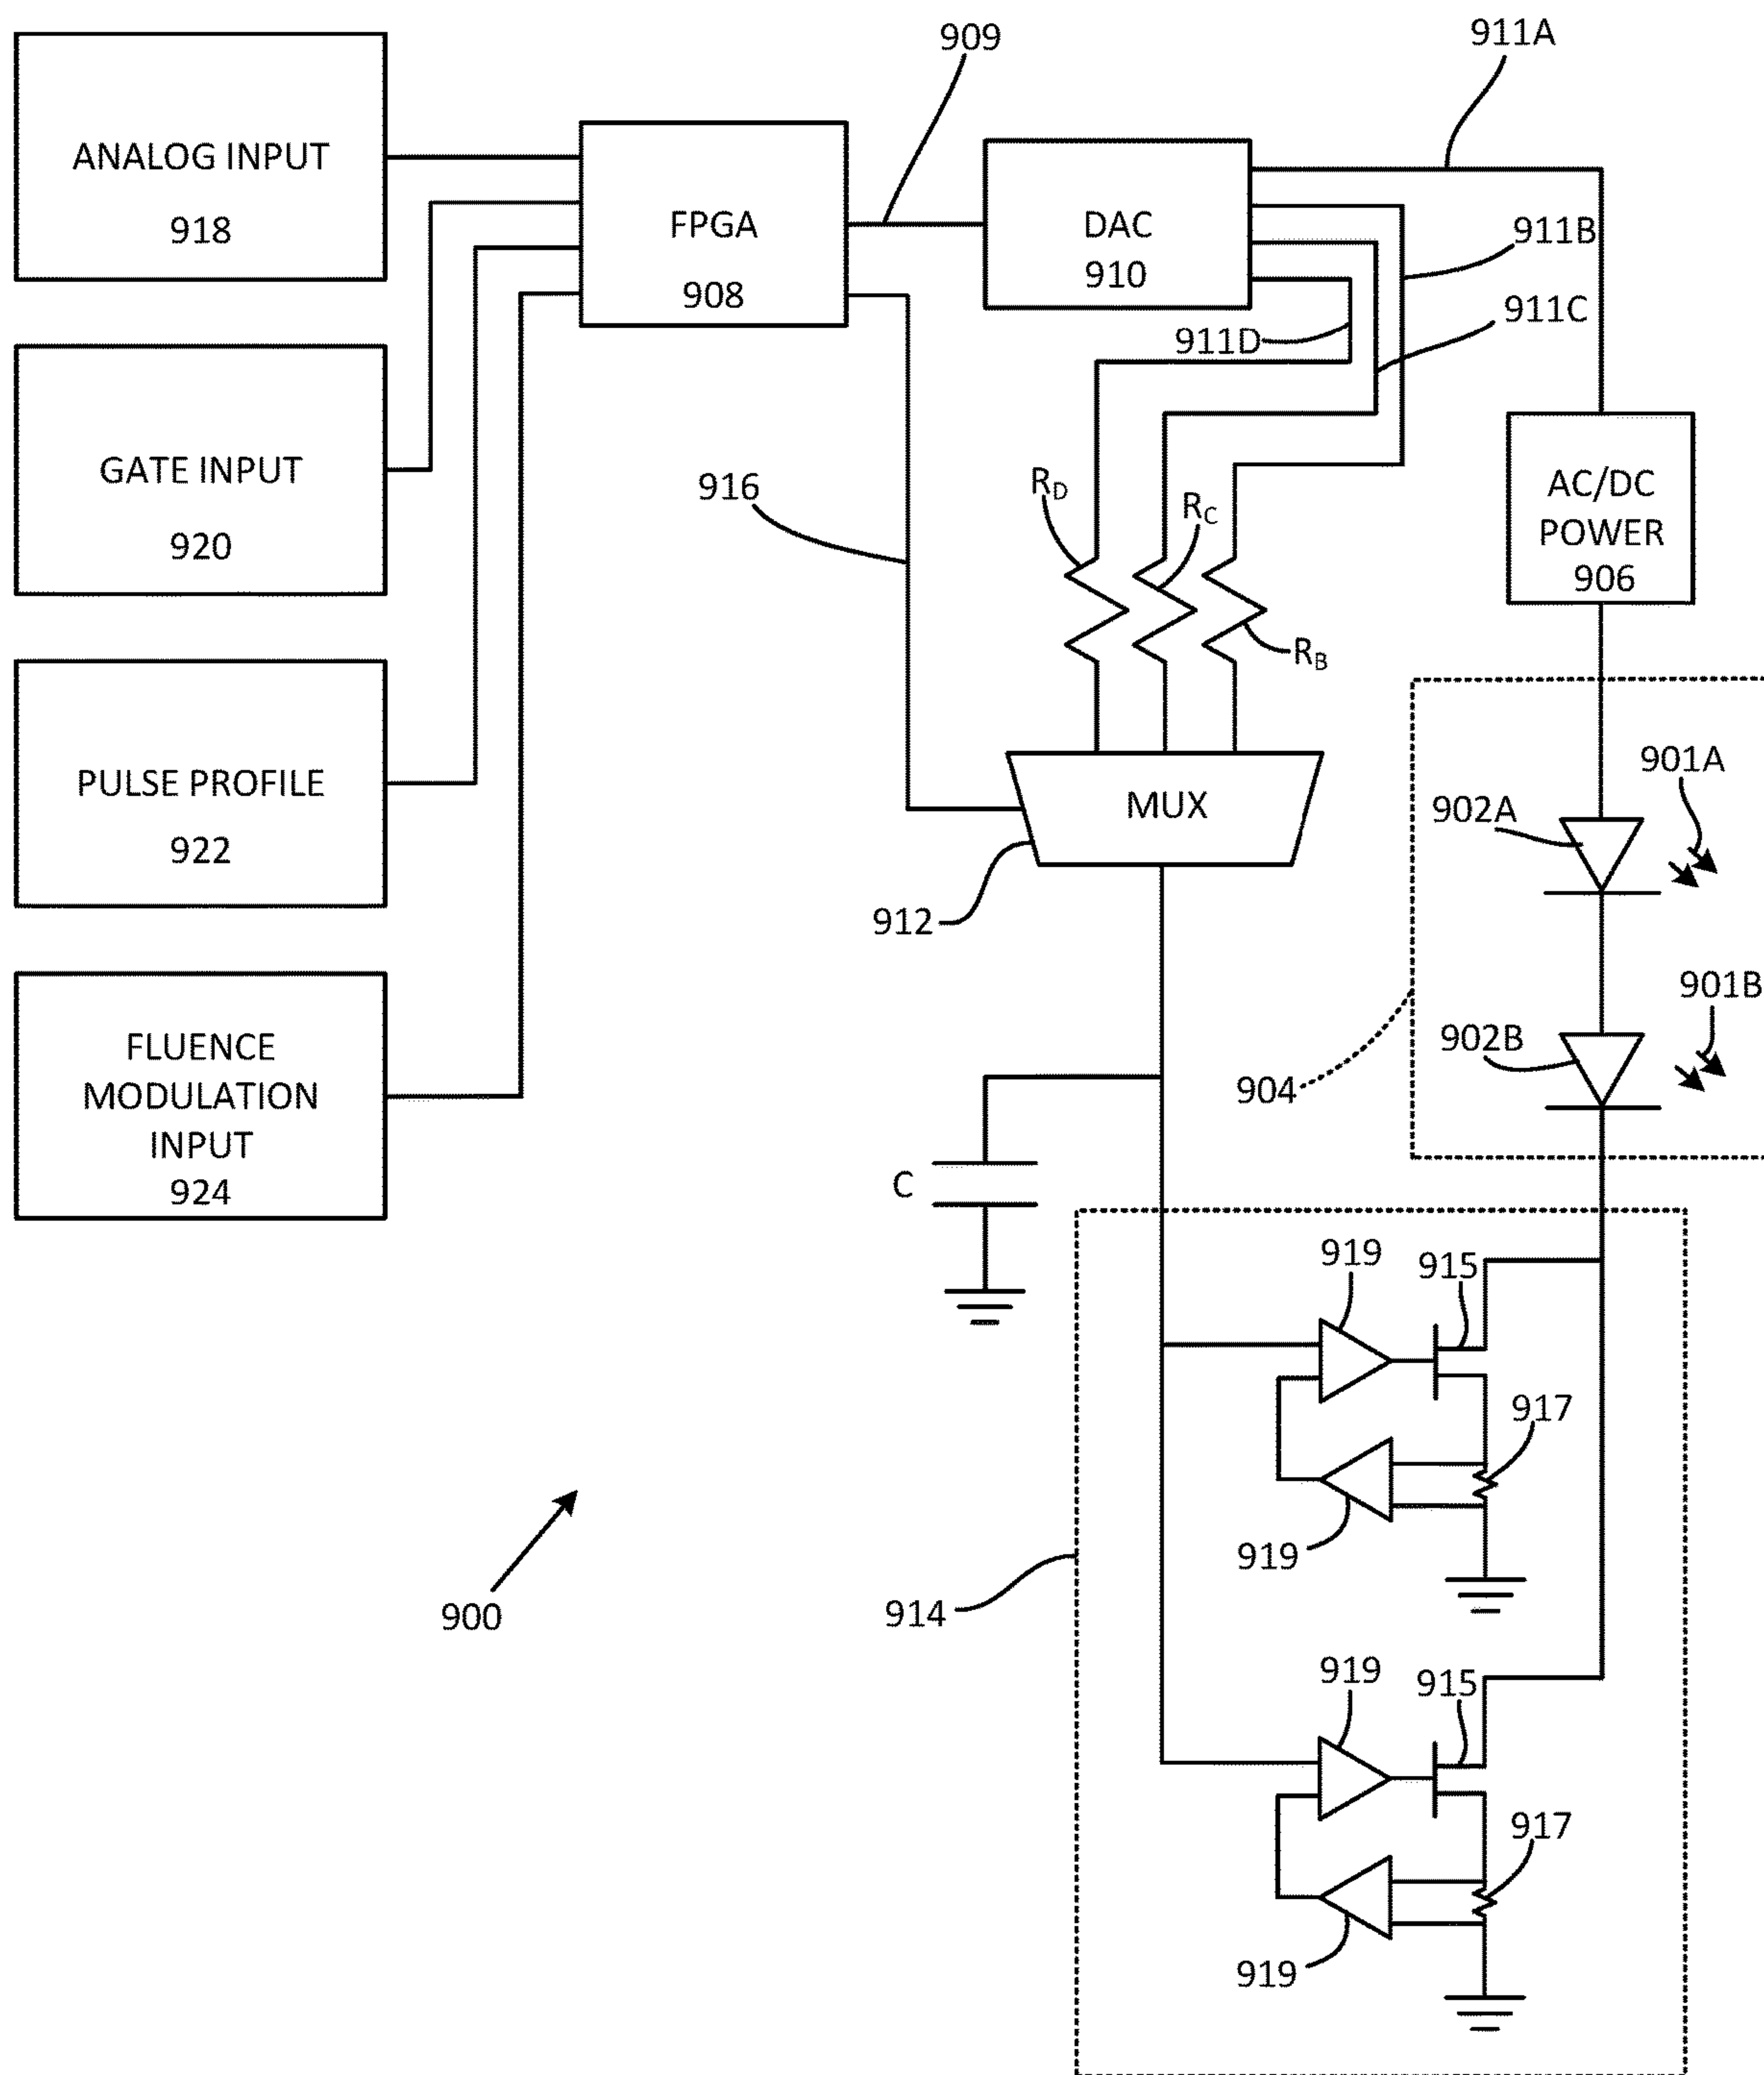 909
911A
ANALOG INPUT
918
FPGA
908
DAC
910
911B
911C
911D
GATE INPUT
920
916
RD
RC
RB
AC/DC
POWER
906
PULSE PROFILE
922
MUX
912
901A
902A
901B
902B
904
FLUENCE
MODULATION
INPUT
924
C
919
915
917
919
914
900
919
915
917
919